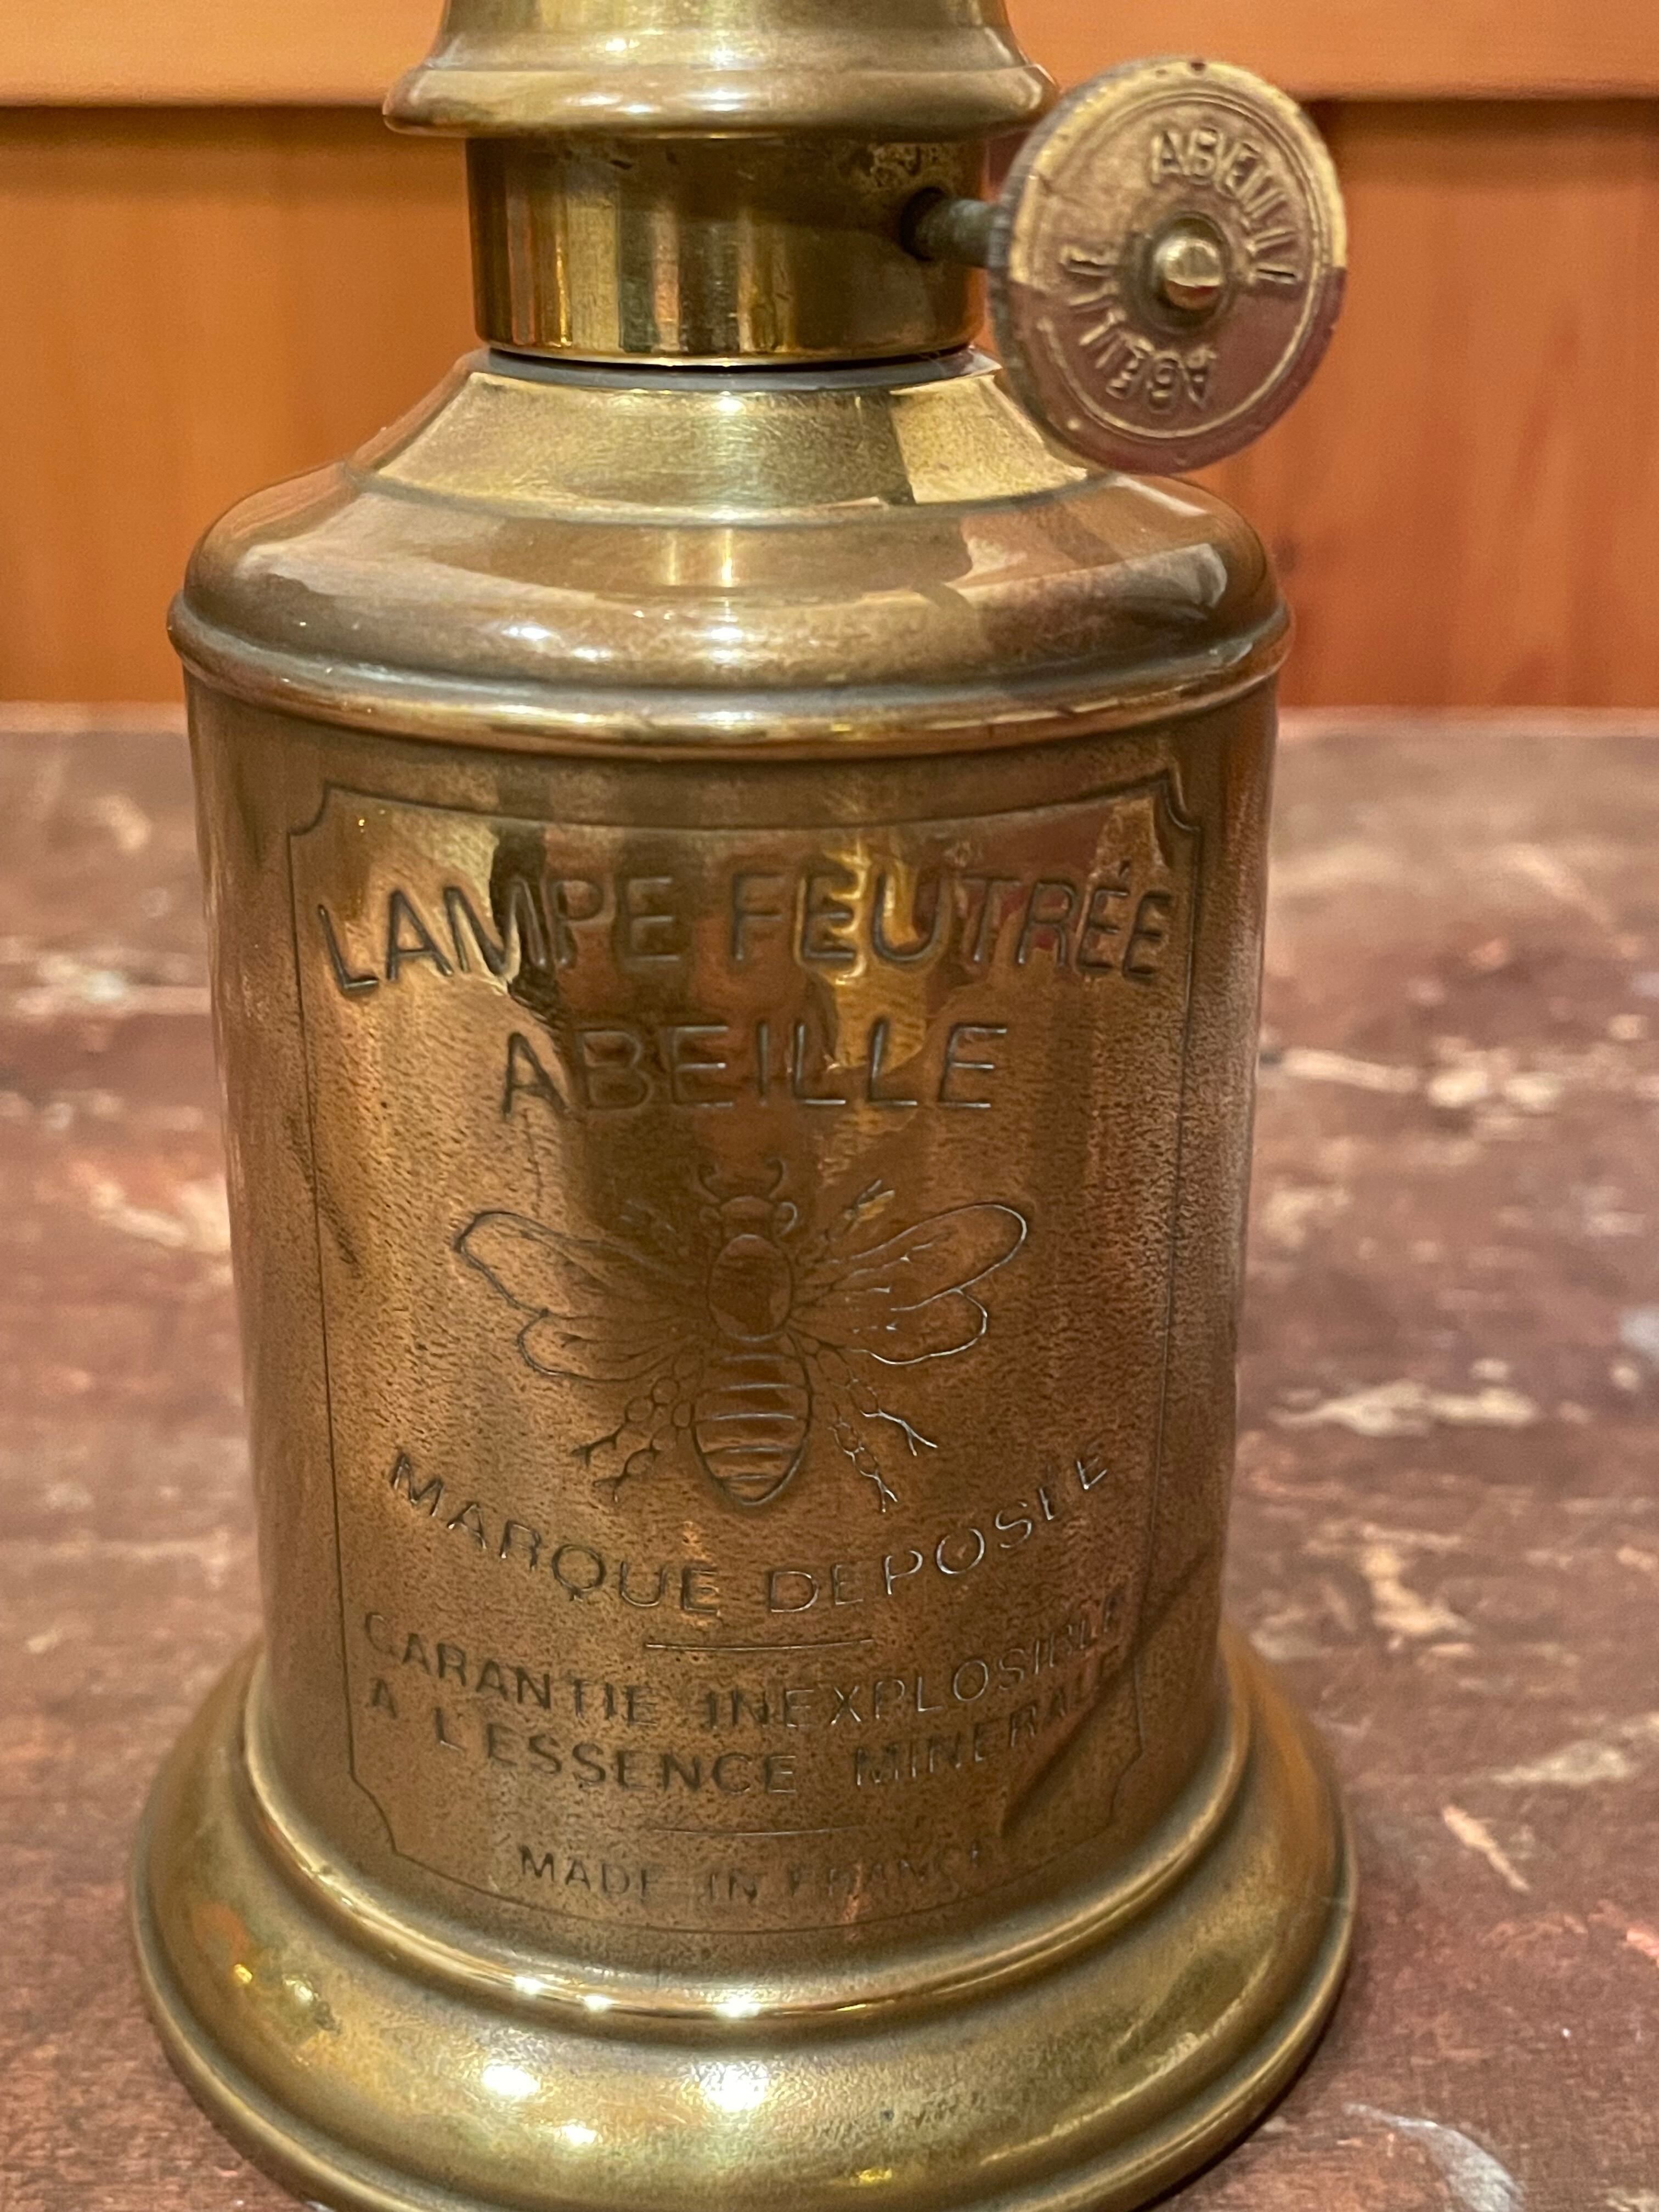 ABEILLE
ABEILLE
LAMPE FEUTRÉE
ABEILLE
MARQUE DEPOSÉE
GARANTIE INEXPLOSIBLE
A L'ESSENCE MINERALE
MADE IN FRANCE